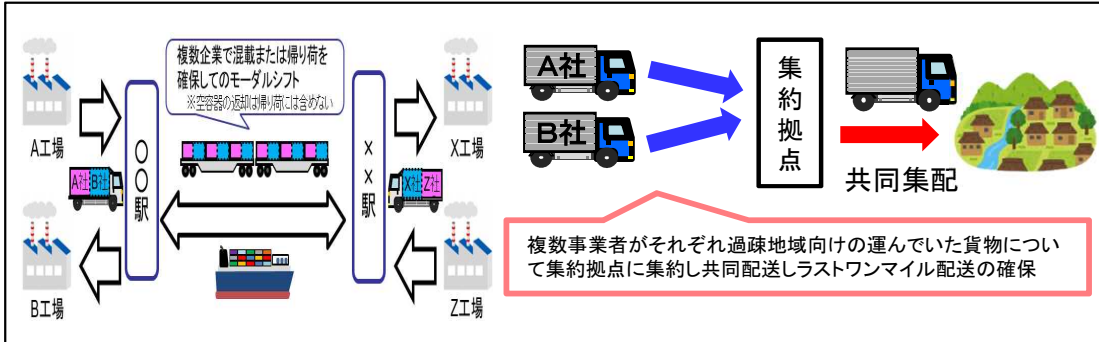 複数企業で混載または帰り荷を
確保してのモーダルシフト
※空容器の返却は帰り荷には含めない
A工場
B工場
A社 B社
〇〇駅
××駅
X社 Z社
X工場
Z工場
A社
B社
集約拠点
共同集配
複数事業者がそれぞれ過疎地域向けの運んでいた貨物につい
て集約拠点に集約し共同配送しラストワンマイル配送の確保